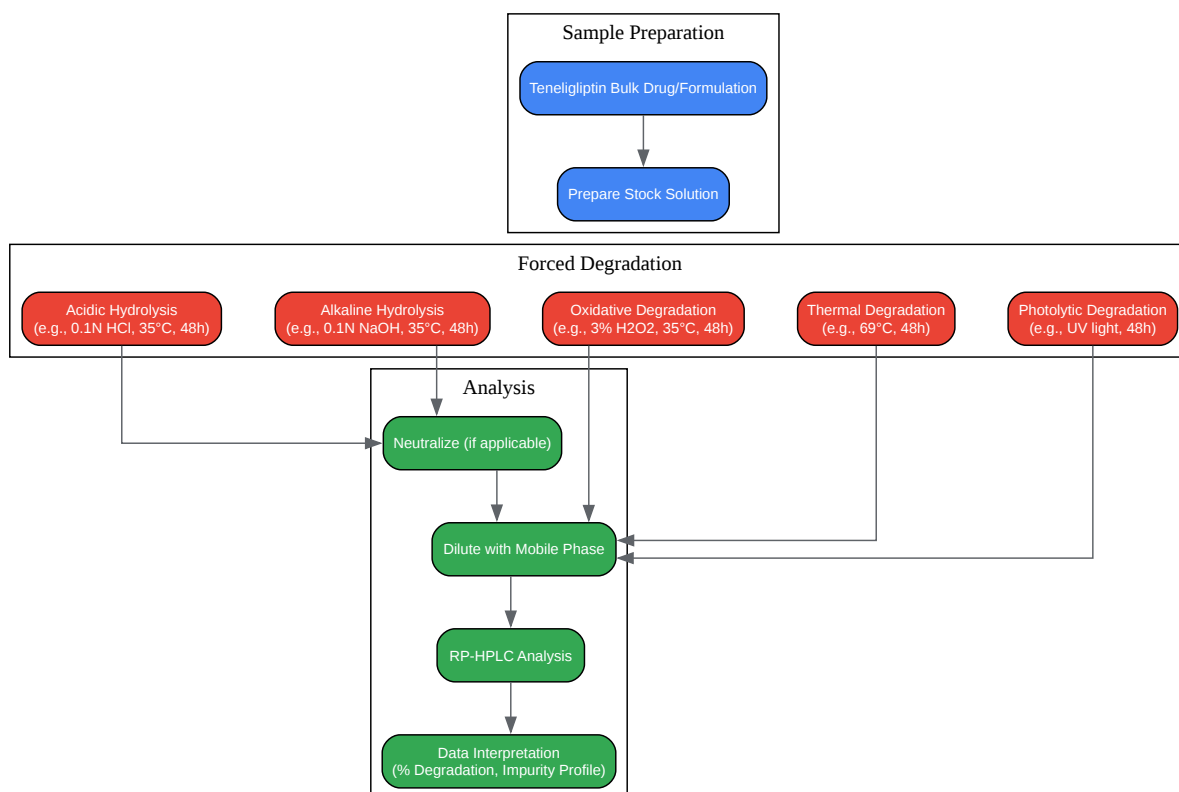 Sample Preparation
Teneligliptin Bulk Drug/Formulation
Prepare Stock Solution
Forced Degradation
Acidic Hydrolysis
(e.g., 0.1N HCl, 35°C, 48h)
Alkaline Hydrolysis
(e.g., 0.1N NaOH, 35°C, 48h)
Oxidative Degradation
(e.g., 3% H2O2, 35°C, 48h)
Thermal Degradation
(e.g., 69°C, 48h)
Photolytic Degradation
(e.g., UV light, 48h)
Analysis
Neutralize (if applicable)
Dilute with Mobile Phase
RP-HPLC Analysis
Data Interpretation
(% Degradation, Impurity Profile)